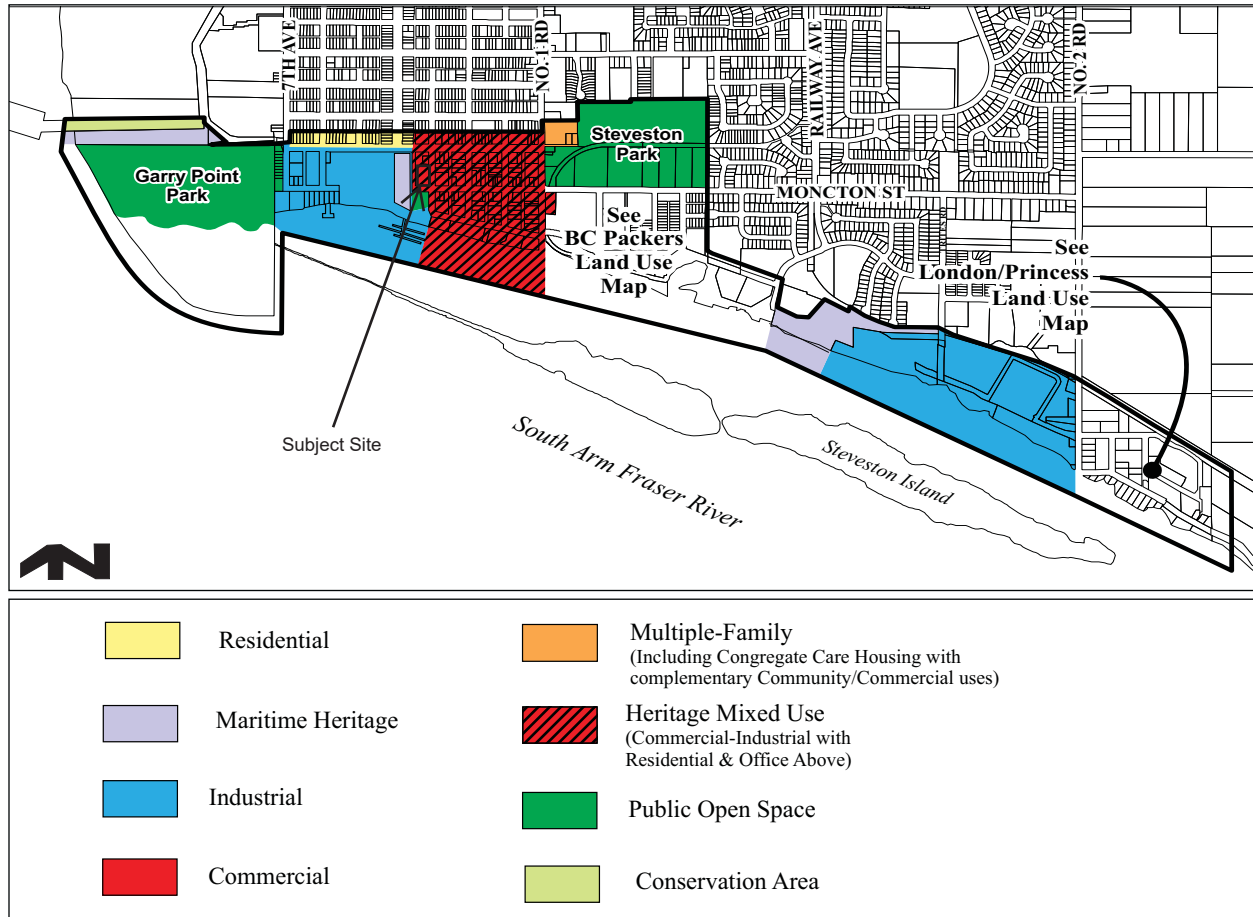 7TH AVE
NO. 1 RD
RAILWAY AVE
NO. 2 RD
Steveston
Park
Garry Point
Park
MONCTON ST
See
BC Packers
Land Use
Map
See
London/Princess
Land Use
Map
Subject Site
South Arm Fraser River
Steveston Island
N
Residential
Maritime Heritage
Industrial
Commercial
Multiple-Family
(Including Congregate Care Housing with
complementary Community/Commercial uses)
Heritage Mixed Use
(Commercial-Industrial with
Residential & Office Above)
Public Open Space
Conservation Area